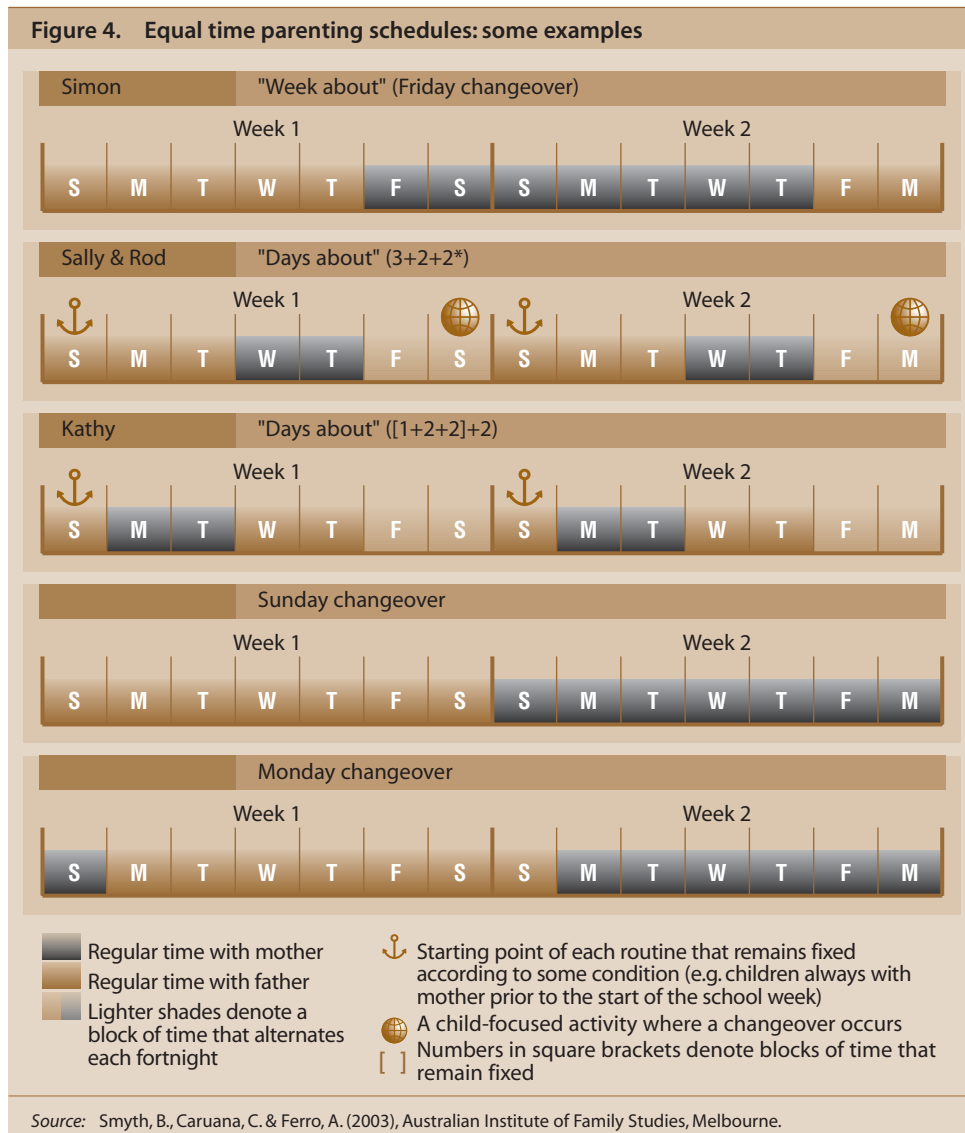 Figure 4. Equal time parenting schedules: some examples
Simon "Week about" (Friday changeover)
Week 1 Week 2
S M T W T F S S M T W T F M
Sally & Rod "Days about" (3+2+2*)
Week 1 Week 2
S M T W T F S S M T W T F M
Kathy "Days about" ([1+2+2]+2)
Week 1 Week 2
S M T W T F S S M T W T F M
Sunday changeover
Week 1 Week 2
S M T W T F S S M T W T F M
Monday changeover
Week 1 Week 2
S M T W T F S S M T W T F M
Regular time with mother
Regular time with father
Lighter shades denote a
block of time that alternates
each fortnight
Starting point of each routine that remains fixed
according to some condition (e.g. children always with
mother prior to the start of the school week)
A child-focused activity where a changeover occurs
[ ] Numbers in square brackets denote blocks of time that
remain fixed
Source: Smyth, B., Caruana, C. & Ferro, A. (2003), Australian Institute of Family Studies, Melbourne.